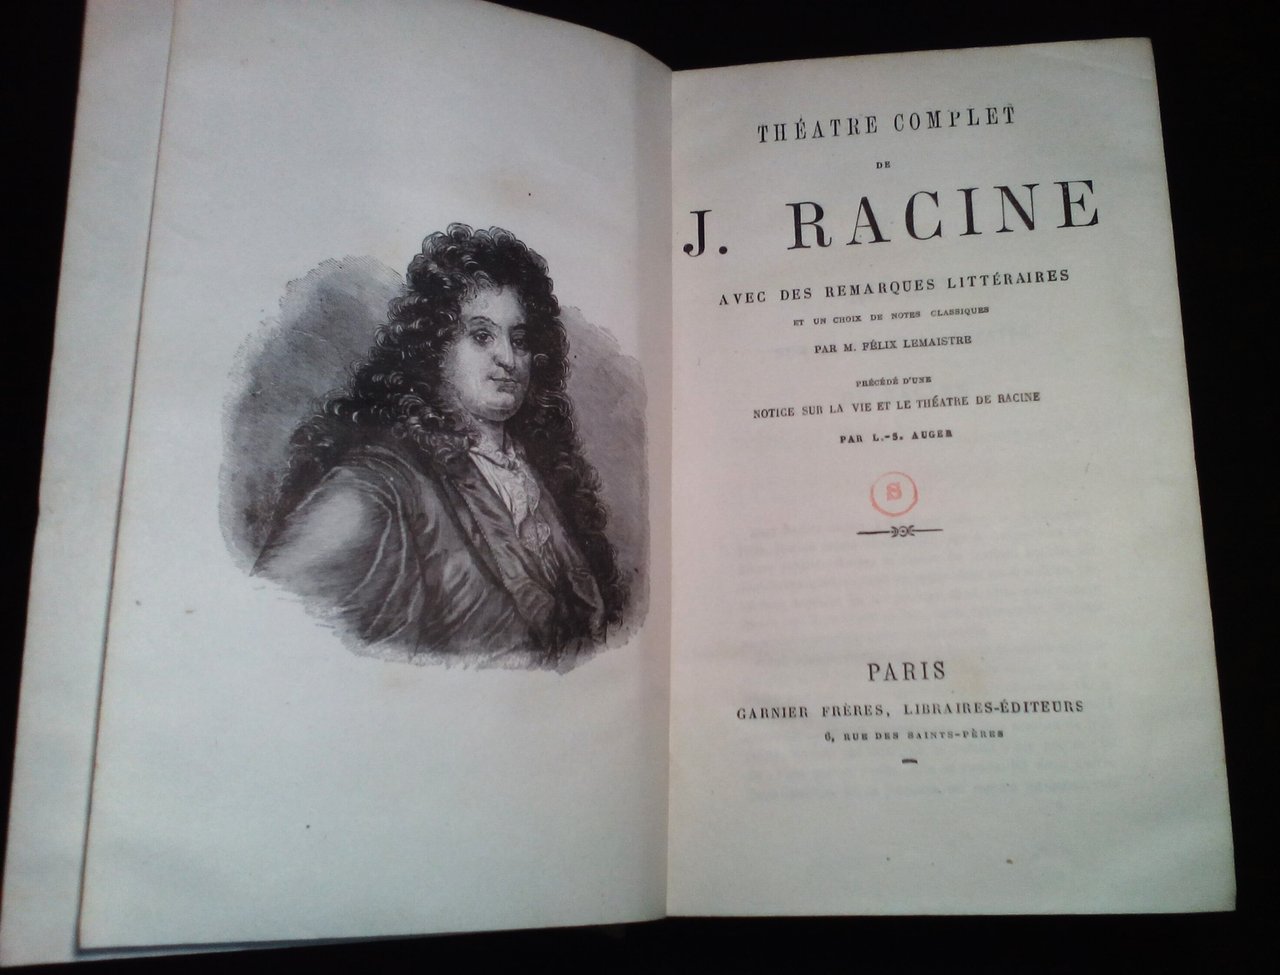 THÉATRE COMPLET
DE
J. RACINE
AVEC DES REMARQUES LITTÉRAIRES
ET UN CHOIX DE NOTES CLASSIQUES
PAR M. FÉLIX LEMAISTRE
PRÉCÉDÉ D'UNE
NOTICE SUR LA VIE ET LE THÉATRE DE RACINE
PAR L.-S. AUGER
S
PARIS
GARNIER FRÈRES, LIBRAIRES-ÉDITEURS
6, RUE DES SAINTS-PÈRES